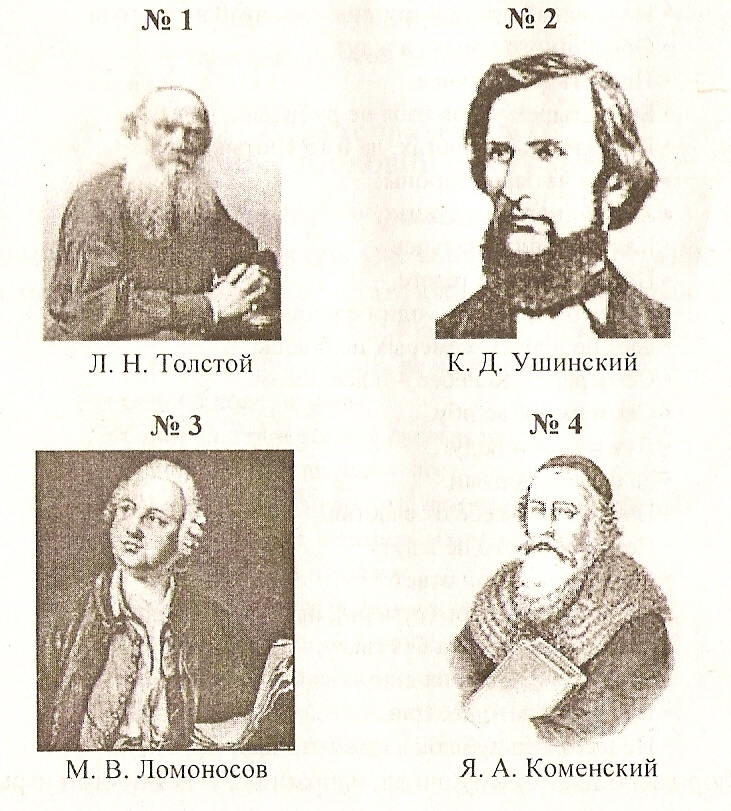 № 1
№ 2
Л. Н. Толстой
К. Д. Ушинский
№ 3
№ 4
М. В. Ломоносов
Я. А. Коменский